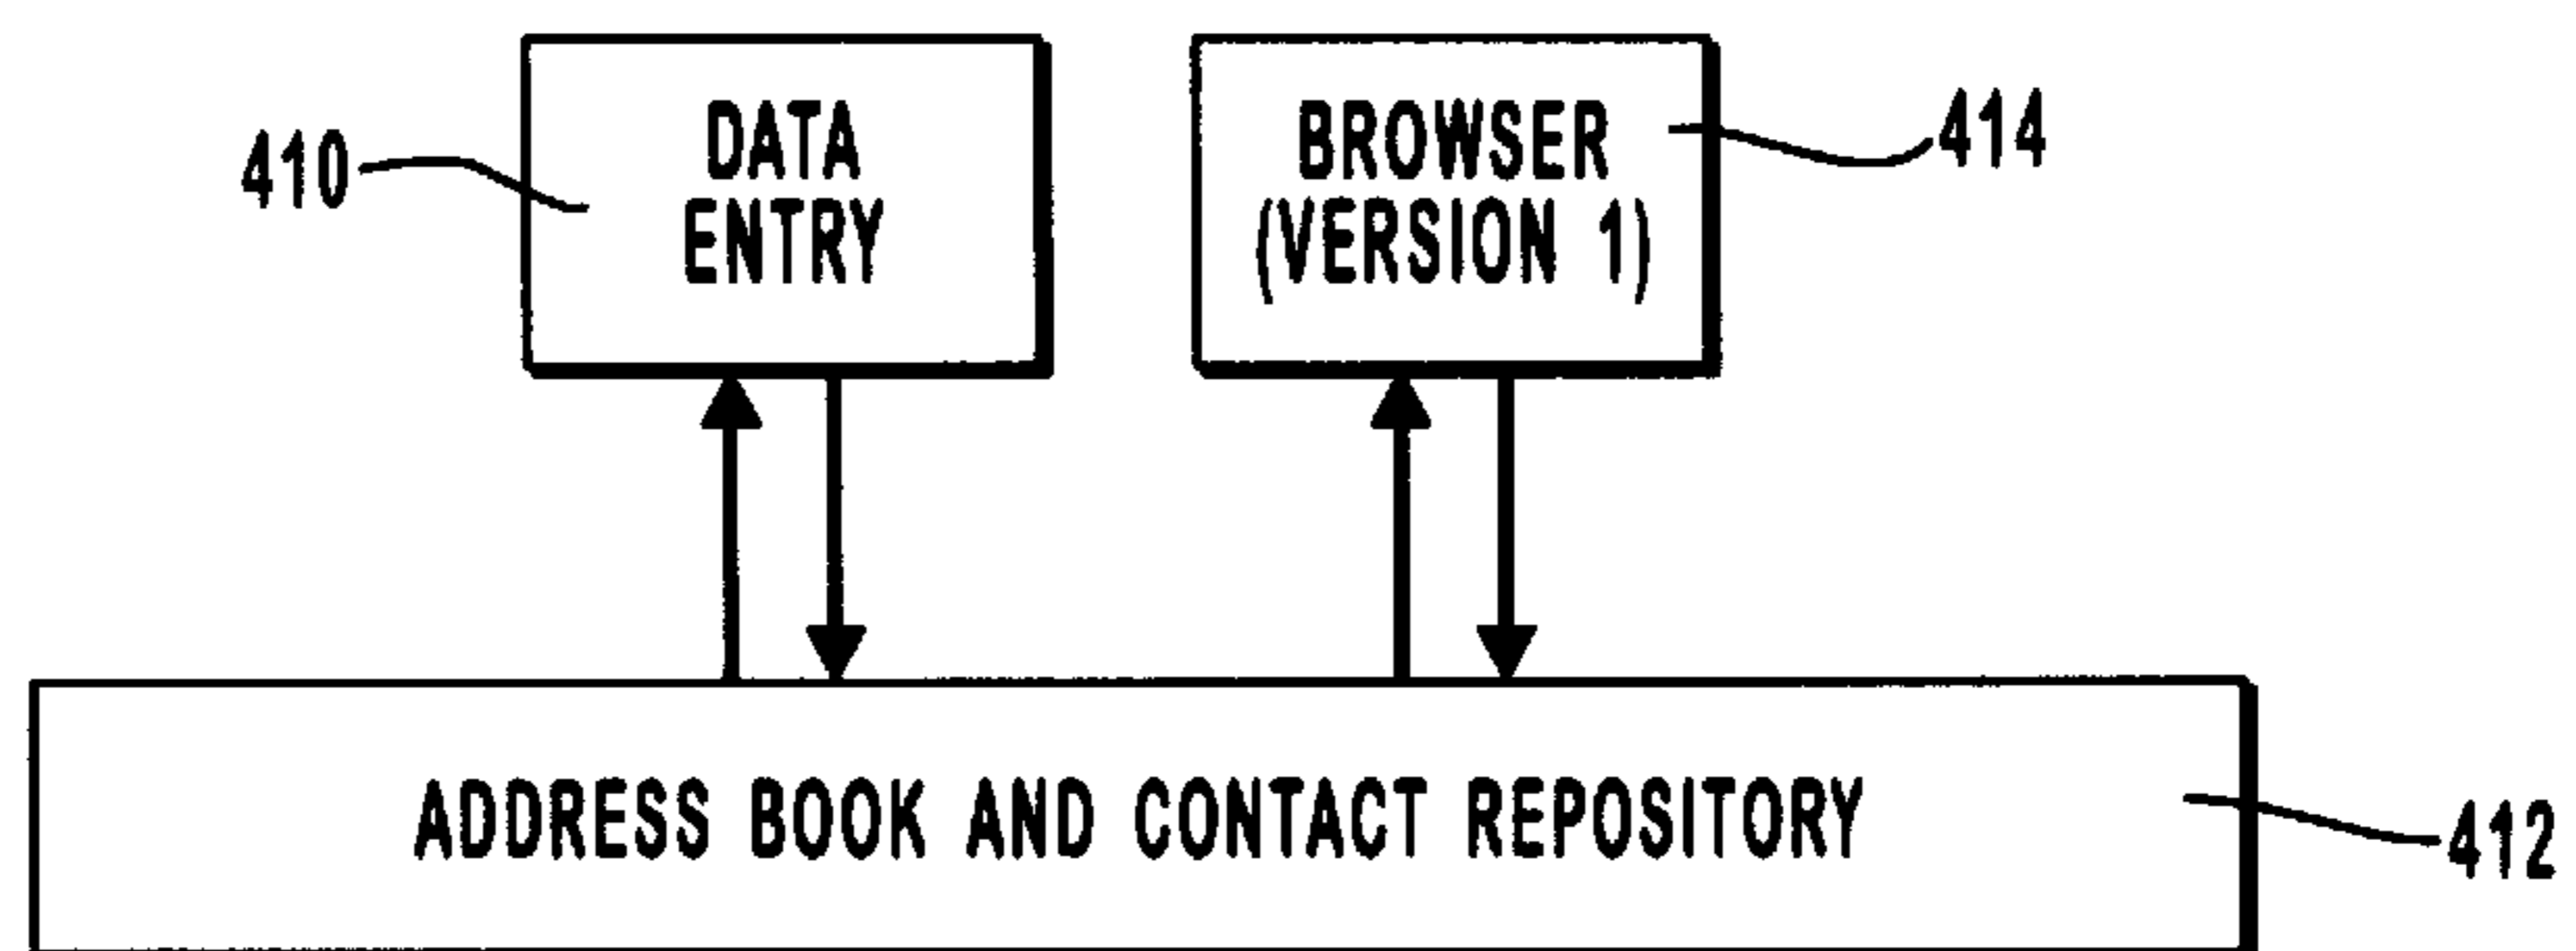 410
DATA
ENTRY
BROWSER
(VERSION 1)
414
ADDRESS BOOK AND CONTACT REPOSITORY
412